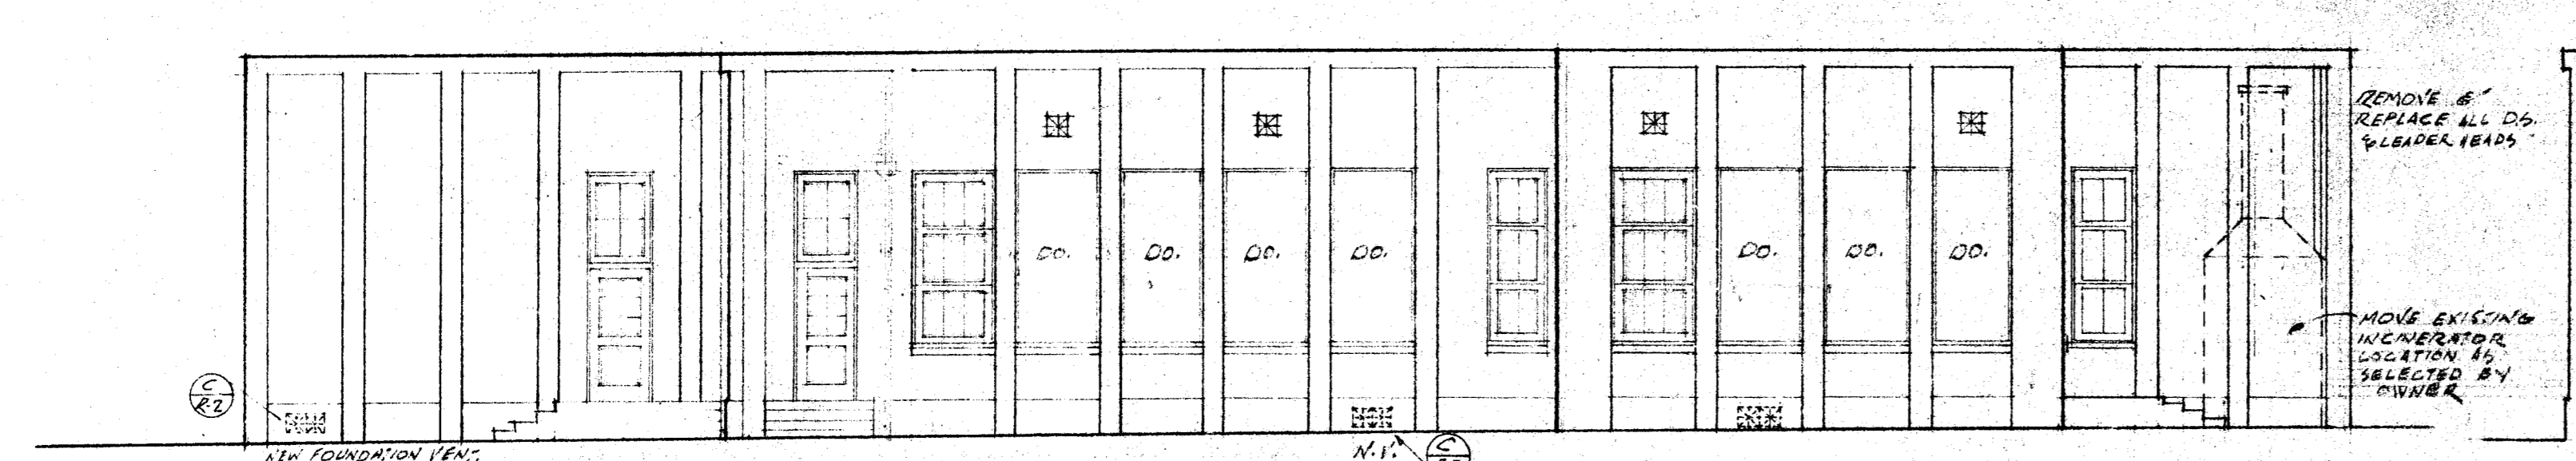 REMOVE &
REPLACE ALL D.S.
& LEADER HEADS
DO.
DO.
DO.
DO.
DO.
DO.
DO.
MOVE EXISTING
INCINERATOR
LOCATION AS
SELECTED BY
OWNER
C
R-2
NEW FOUNDATION VENT
N.V.
C